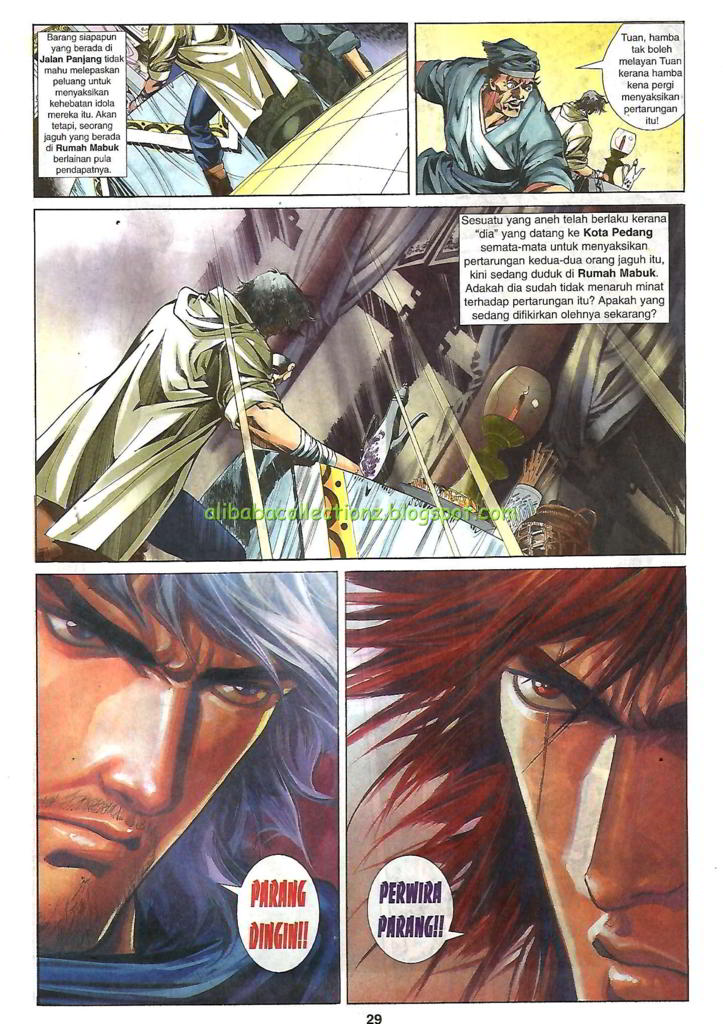 Barang siapapun
yang berada di
Jalan Panjang tidak
mahu melepaskan
peluang untuk
menyaksikan
kehebatan idola
mereka itu. Akan
tetapi, seorang
jaguh yang berada
di Rumah Mabuk
berlainan pula
pendapatnya.
Tuan, hamba
tak boleh
melayan Tuan
kerana hamba
kena pergi
menyaksikan
pertarungan
itu!
Sesuatu yang aneh telah berlaku kerana
"dia" yang datang ke Kota Pedang
semata-mata untuk menyaksikan
pertarungan kedua-dua orang jaguh itu,
kini sedang duduk di Rumah Mabuk.
Adakah dia sudah tidak menaruh minat
terhadap pertarungan itu? Apakah yang
sedang difikirkan olehnya sekarang?
alibabacollectionz.blogspot.com
PARANG
DINGIN!!
PERWIRA
PARANG!!
29